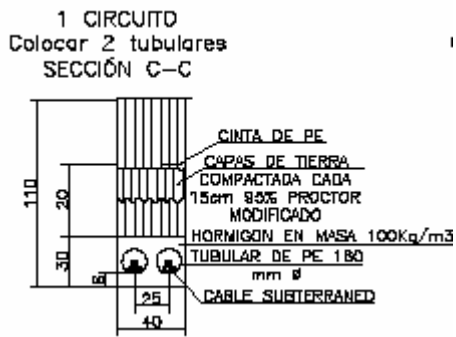 1 CIRCUITO
Colocar 2 tubulares
SECCIÓN C-C
CINTA DE PE
CAPAS DE TIERRA
COMPACTADA CADA
15cm 95% PROCTOR
MODIFICADO
HORMIGON EN MASA 100Kg/m3
TUBULAR DE PE 160
mm ø
CABLE SUBTERRANEO
110
20
30
25
40